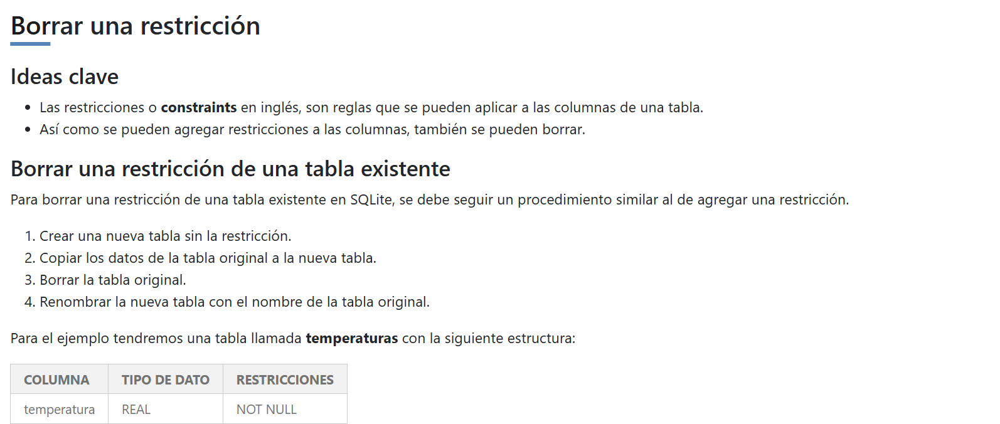 Borrar una restricción
Ideas clave
• Las restricciones o constraints en inglés, son reglas que se pueden aplicar a las columnas de una tabla.
• Así como se pueden agregar restricciones a las columnas, también se pueden borrar.
Borrar una restricción de una tabla existente
Para borrar una restricción de una tabla existente en SQLite, se debe seguir un procedimiento similar al de agregar una restricción.
1. Crear una nueva tabla sin la restricción.
2. Copiar los datos de la tabla original a la nueva tabla.
3. Borrar la tabla original.
4. Renombrar la nueva tabla con el nombre de la tabla original.
Para el ejemplo tendremos una tabla llamada temperaturas con la siguiente estructura:
COLUMNA TIPO DE DATO RESTRICCIONES
temperatura REAL NOT NULL